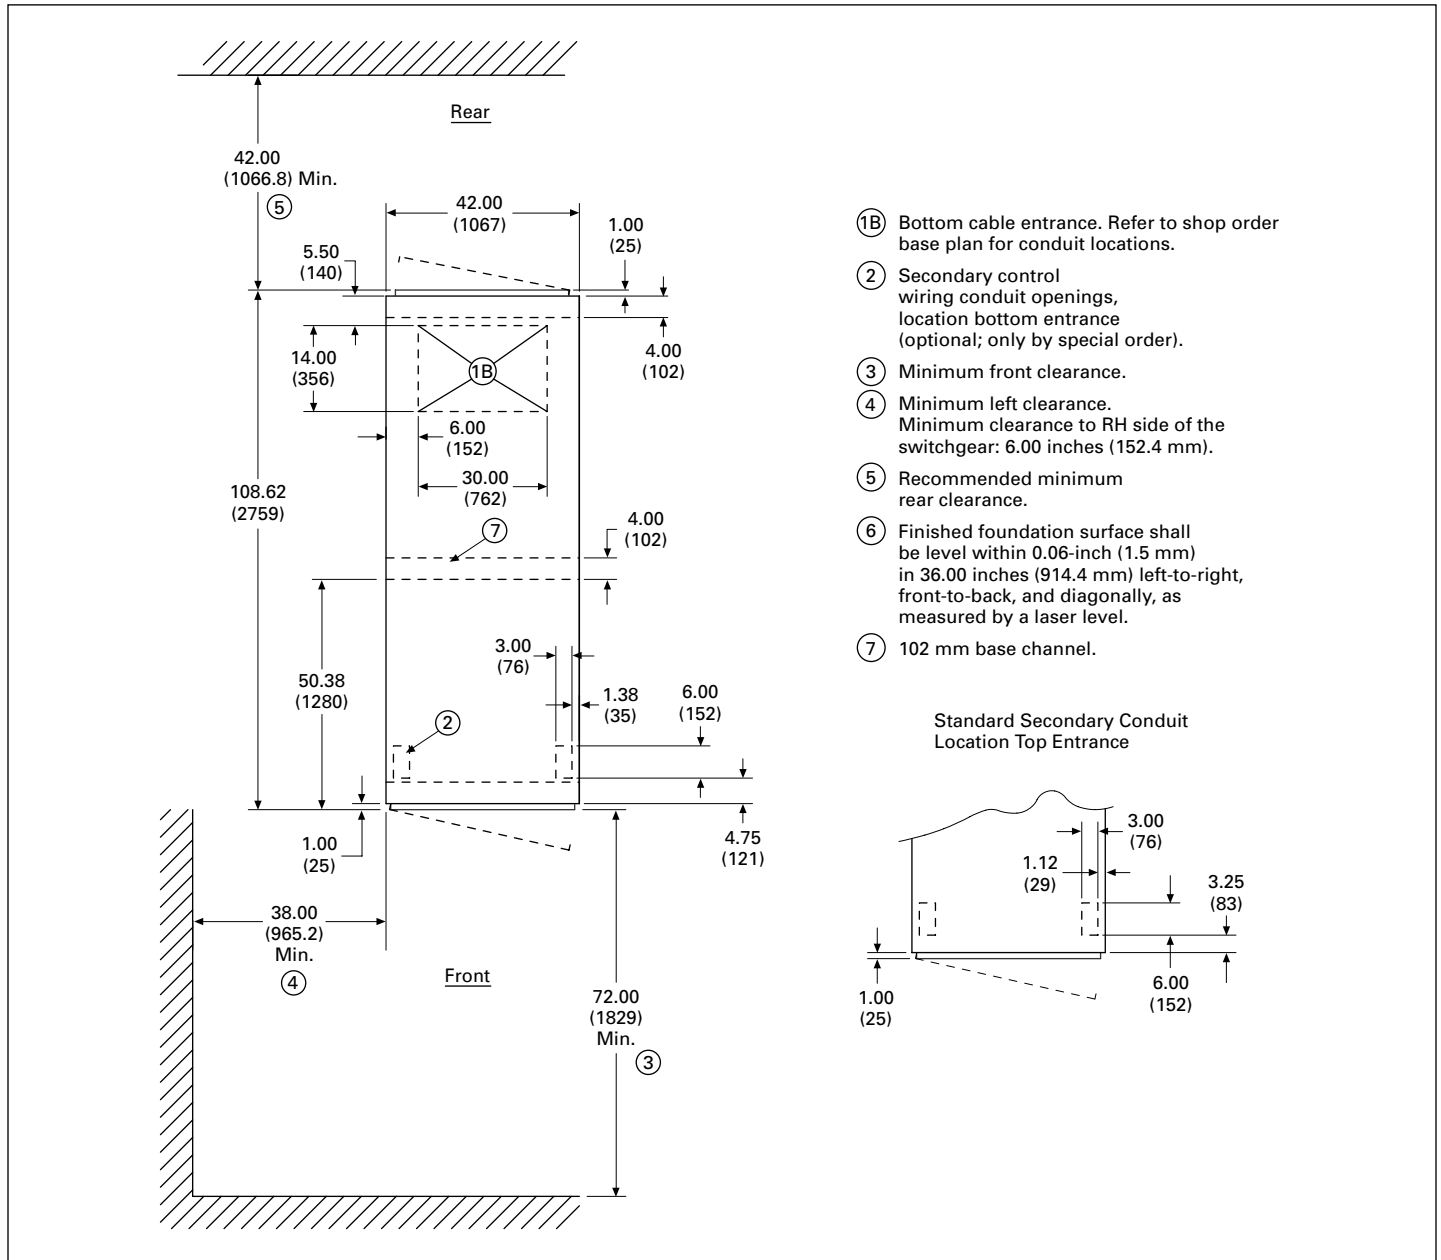 Rear
42.00
(1066.8) Min.
5
42.00
(1067)
1.00
(25)
5.50
(140)
14.00
(356)
1B
4.00
(102)
6.00
(152)
30.00
(762)
108.62
(2759)
7
4.00
(102)
3.00
(76)
50.38
(1280)
1.38
(35)
6.00
(152)
2
1.00
(25)
4.75
(121)
38.00
(965.2)
Min.
4
Front
72.00
(1829)
Min.
3
1B Bottom cable entrance. Refer to shop order
base plan for conduit locations.
2 Secondary control
wiring conduit openings,
location bottom entrance
(optional; only by special order).
3 Minimum front clearance.
4 Minimum left clearance.
Minimum clearance to RH side of the
switchgear: 6.00 inches (152.4 mm).
5 Recommended minimum
rear clearance.
6 Finished foundation surface shall
be level within 0.06-inch (1.5 mm)
in 36.00 inches (914.4 mm) left-to-right,
front-to-back, and diagonally, as
measured by a laser level.
7 102 mm base channel.
Standard Secondary Conduit
Location Top Entrance
3.00
(76)
1.12
(29)
3.25
(83)
1.00
(25)
6.00
(152)